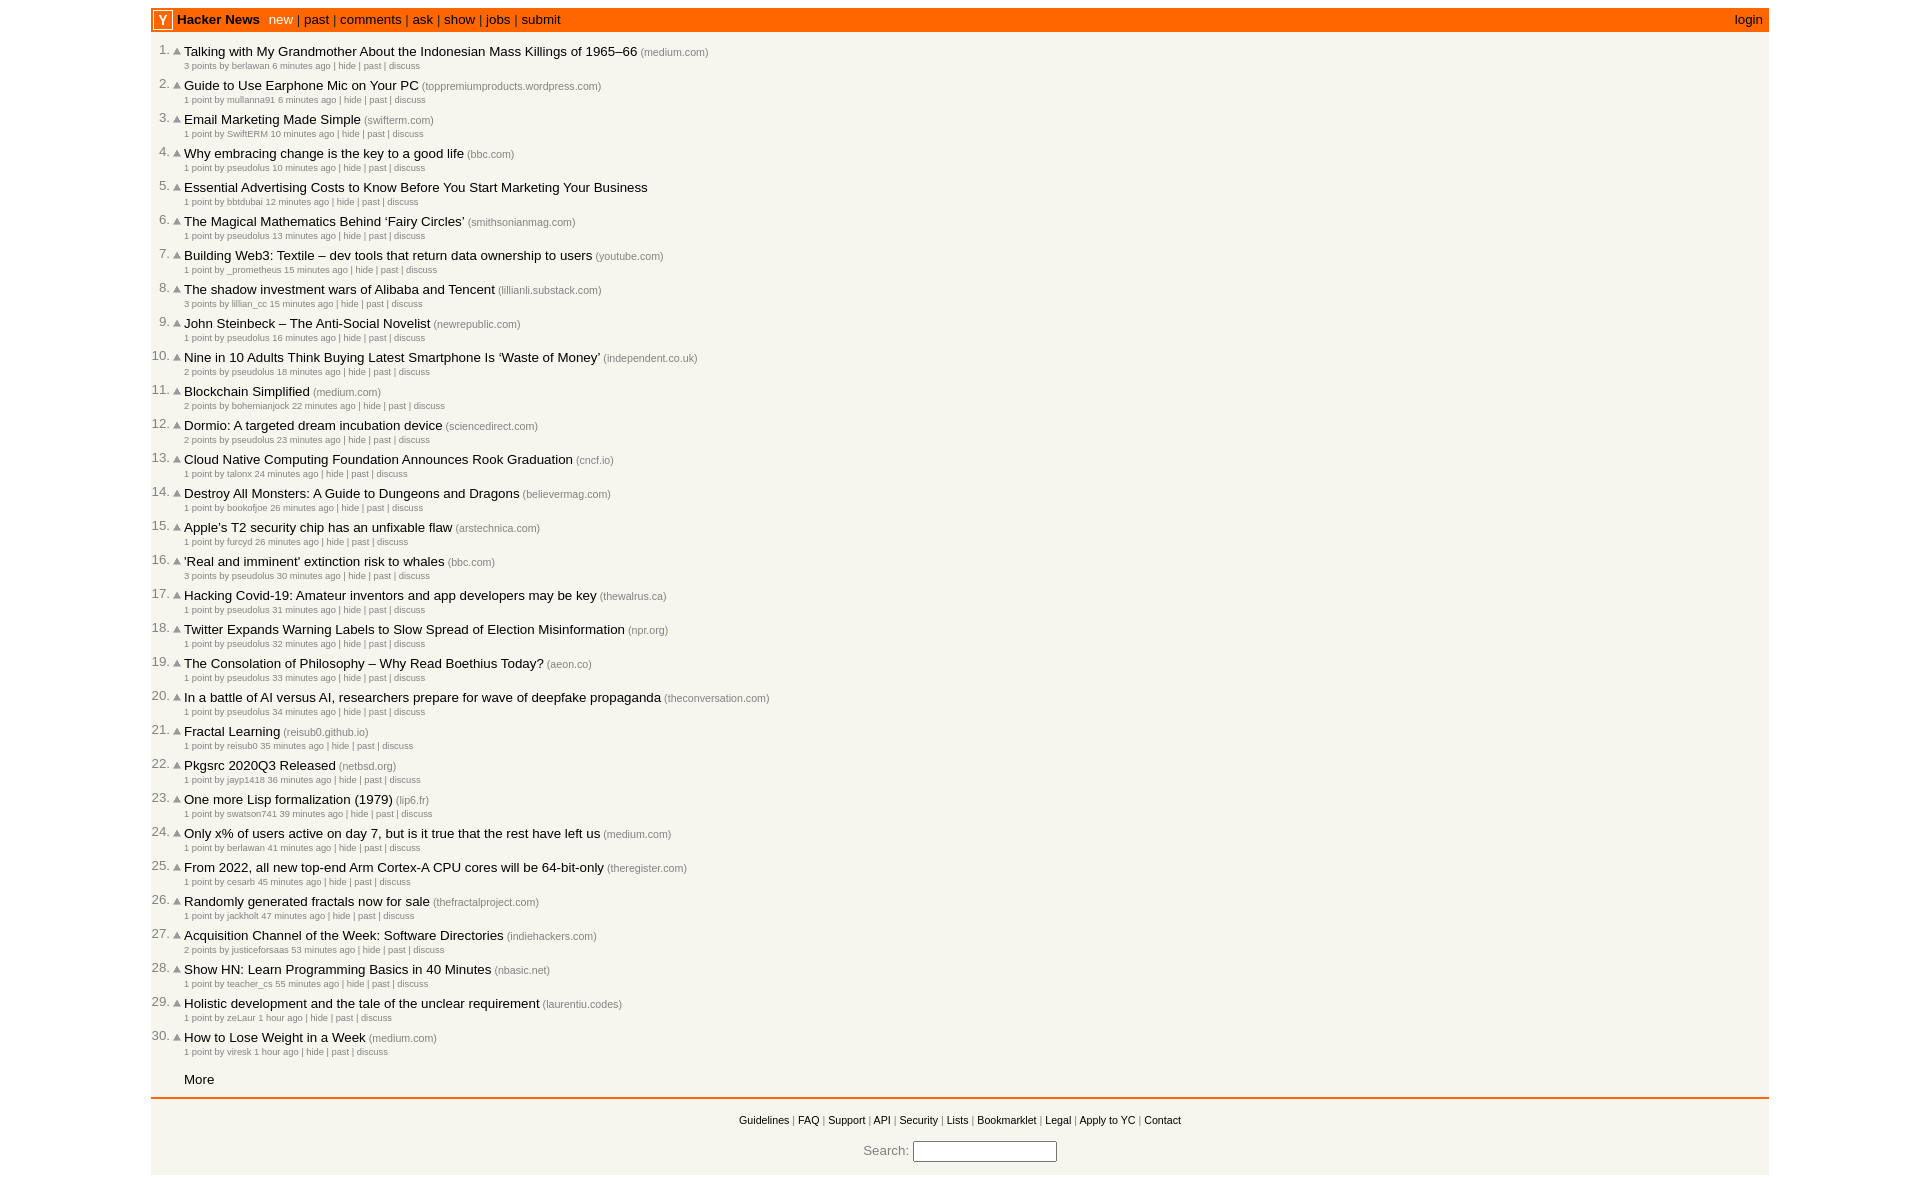 Y Hacker News new | past | comments | ask | show | jobs | submit login
1. Talking with My Grandmother About the Indonesian Mass Killings of 1965–66 (medium.com)
3 points by berlawan 6 minutes ago | hide | past | discuss
2. Guide to Use Earphone Mic on Your PC (toppremiumproducts.wordpress.com)
1 point by mullanna91 6 minutes ago | hide | past | discuss
3. Email Marketing Made Simple (swifterm.com)
1 point by SwiftERM 10 minutes ago | hide | past | discuss
4. Why embracing change is the key to a good life (bbc.com)
1 point by pseudolus 10 minutes ago | hide | past | discuss
5. Essential Advertising Costs to Know Before You Start Marketing Your Business
1 point by bbtdubai 12 minutes ago | hide | past | discuss
6. The Magical Mathematics Behind ‘Fairy Circles’ (smithsonianmag.com)
1 point by pseudolus 13 minutes ago | hide | past | discuss
7. Building Web3: Textile – dev tools that return data ownership to users (youtube.com)
1 point by _prometheus 15 minutes ago | hide | past | discuss
8. The shadow investment wars of Alibaba and Tencent (lillianli.substack.com)
3 points by lillian_cc 15 minutes ago | hide | past | discuss
9. John Steinbeck – The Anti-Social Novelist (newrepublic.com)
1 point by pseudolus 16 minutes ago | hide | past | discuss
10. Nine in 10 Adults Think Buying Latest Smartphone Is ‘Waste of Money’ (independent.co.uk)
2 points by pseudolus 18 minutes ago | hide | past | discuss
11. Blockchain Simplified (medium.com)
2 points by bohemianjock 22 minutes ago | hide | past | discuss
12. Dormio: A targeted dream incubation device (sciencedirect.com)
2 points by pseudolus 23 minutes ago | hide | past | discuss
13. Cloud Native Computing Foundation Announces Rook Graduation (cncf.io)
1 point by talonx 24 minutes ago | hide | past | discuss
14. Destroy All Monsters: A Guide to Dungeons and Dragons (believermag.com)
1 point by bookofjoe 26 minutes ago | hide | past | discuss
15. Apple’s T2 security chip has an unfixable flaw (arstechnica.com)
1 point by furcyd 26 minutes ago | hide | past | discuss
16. 'Real and imminent' extinction risk to whales (bbc.com)
3 points by pseudolus 30 minutes ago | hide | past | discuss
17. Hacking Covid-19: Amateur inventors and app developers may be key (thewalrus.ca)
1 point by pseudolus 31 minutes ago | hide | past | discuss
18. Twitter Expands Warning Labels to Slow Spread of Election Misinformation (npr.org)
1 point by pseudolus 32 minutes ago | hide | past | discuss
19. The Consolation of Philosophy – Why Read Boethius Today? (aeon.co)
1 point by pseudolus 33 minutes ago | hide | past | discuss
20. In a battle of AI versus AI, researchers prepare for wave of deepfake propaganda (theconversation.com)
1 point by pseudolus 34 minutes ago | hide | past | discuss
21. Fractal Learning (reisub0.github.io)
1 point by reisub0 35 minutes ago | hide | past | discuss
22. Pkgsrc 2020Q3 Released (netbsd.org)
1 point by jayp1418 36 minutes ago | hide | past | discuss
23. One more Lisp formalization (1979) (lip6.fr)
1 point by swatson741 39 minutes ago | hide | past | discuss
24. Only x% of users active on day 7, but is it true that the rest have left us (medium.com)
1 point by berlawan 41 minutes ago | hide | past | discuss
25. From 2022, all new top-end Arm Cortex-A CPU cores will be 64-bit-only (theregister.com)
1 point by cesarb 45 minutes ago | hide | past | discuss
26. Randomly generated fractals now for sale (thefractalproject.com)
1 point by jackholt 47 minutes ago | hide | past | discuss
27. Acquisition Channel of the Week: Software Directories (indiehackers.com)
2 points by justiceforsaas 53 minutes ago | hide | past | discuss
28. Show HN: Learn Programming Basics in 40 Minutes (nbasic.net)
1 point by teacher_cs 55 minutes ago | hide | past | discuss
29. Holistic development and the tale of the unclear requirement (laurentiu.codes)
1 point by zeLaur 1 hour ago | hide | past | discuss
30. How to Lose Weight in a Week (medium.com)
1 point by viresk 1 hour ago | hide | past | discuss
More
Guidelines | FAQ | Support | API | Security | Lists | Bookmarklet | Legal | Apply to YC | Contact
Search: